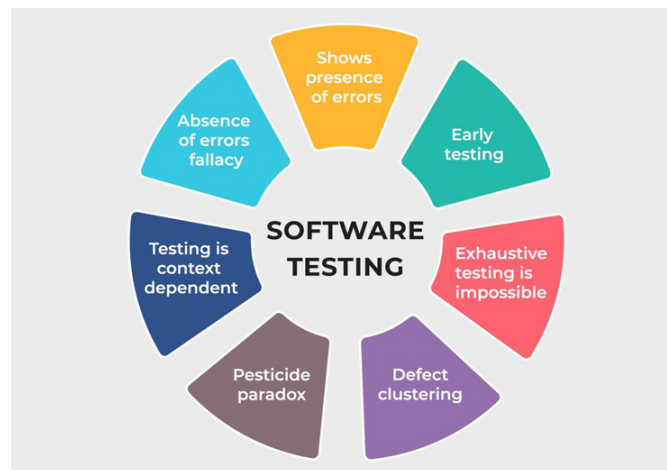 Shows
presence
of errors
Early
testing
Exhaustive
testing is
impossible
Defect
clustering
Pesticide
paradox
Testing is
context
dependent
Absence
of errors
fallacy
SOFTWARE
TESTING